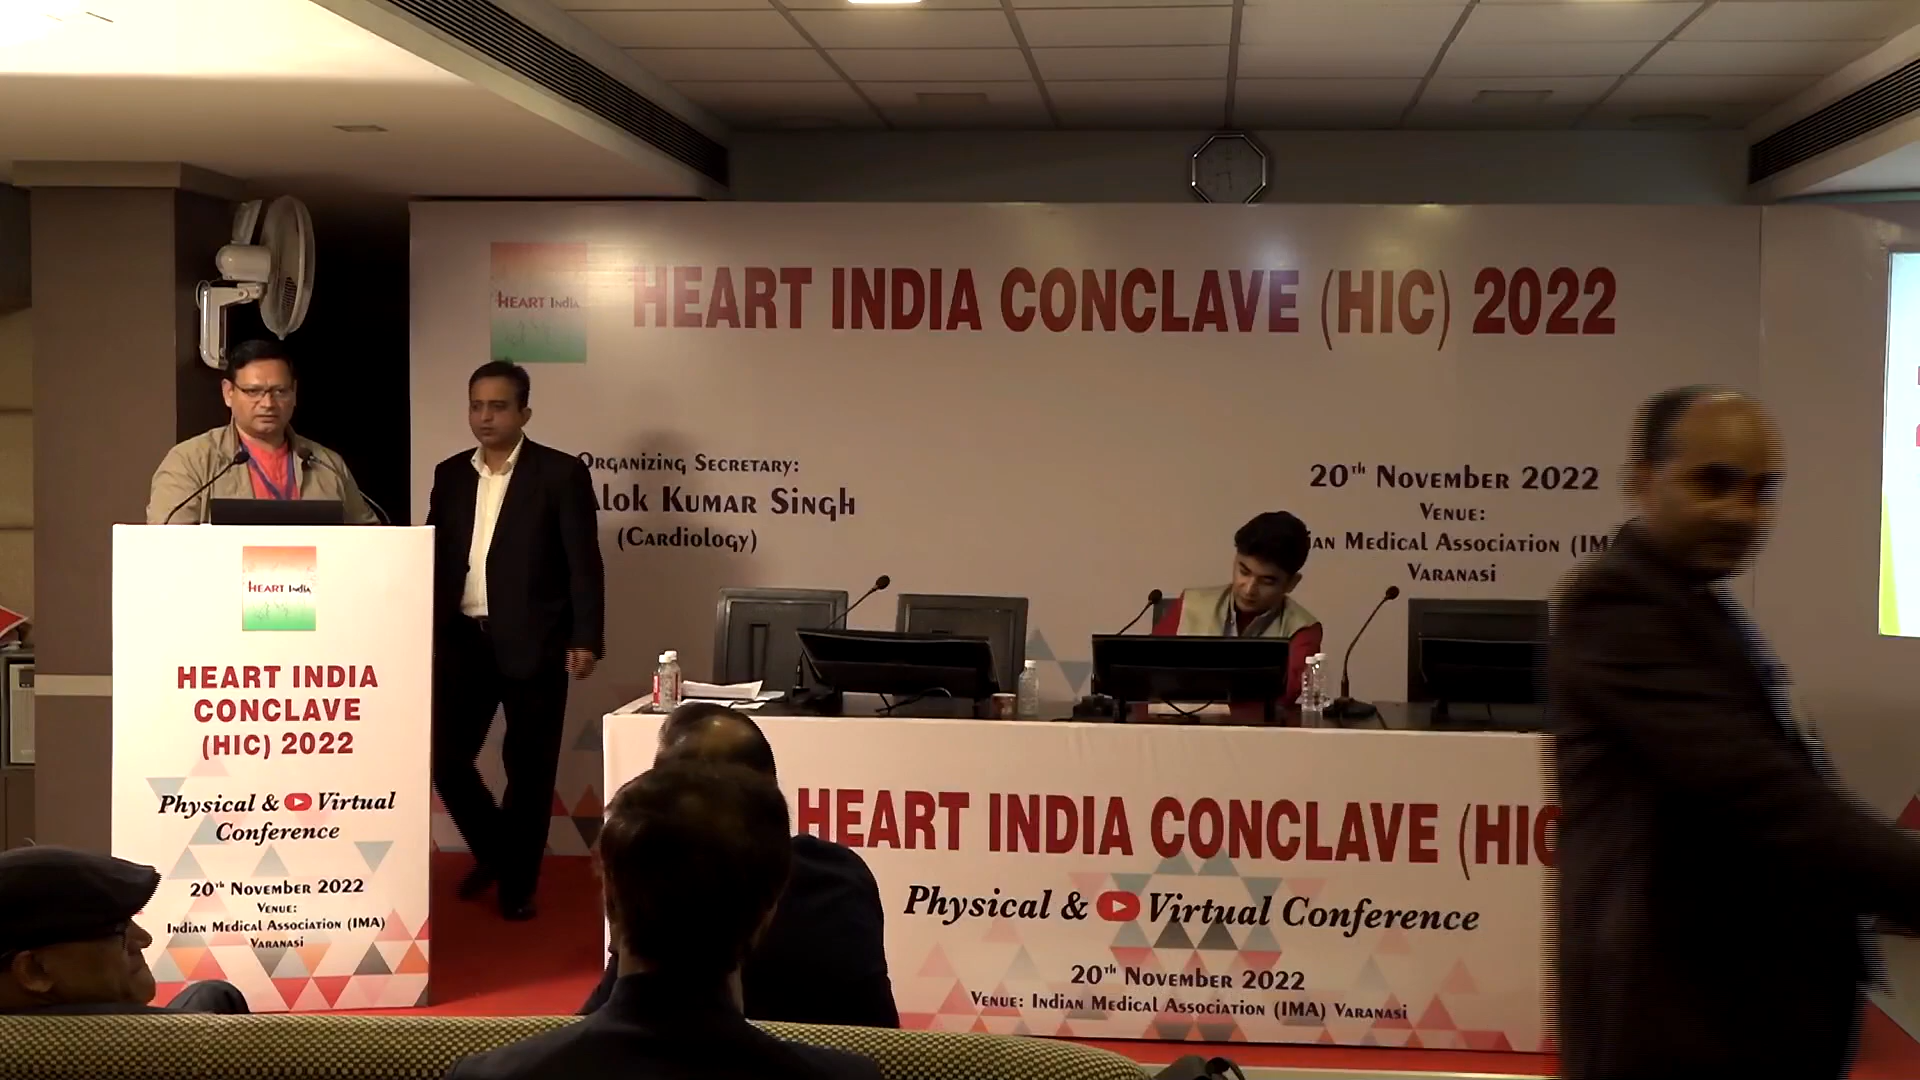 HEART INDIA CONCLAVE (HIC) 2022
HEART IndIA
Organizing Secretary:
Alok Kumar Singh
(Cardiology)
20th November 2022
Venue:
ian Medical Association (IM
Varanasi
HEART IndIA
HEART INDIA
CONCLAVE
(HIC) 2022
Physical & Virtual
Conference
20th November 2022
Venue:
Indian Medical Association (IMA)
Varanasi
HEART INDIA CONCLAVE (HIC
Physical & Virtual Conference
20th November 2022
Venue: Indian Medical Association (IMA) Varanasi